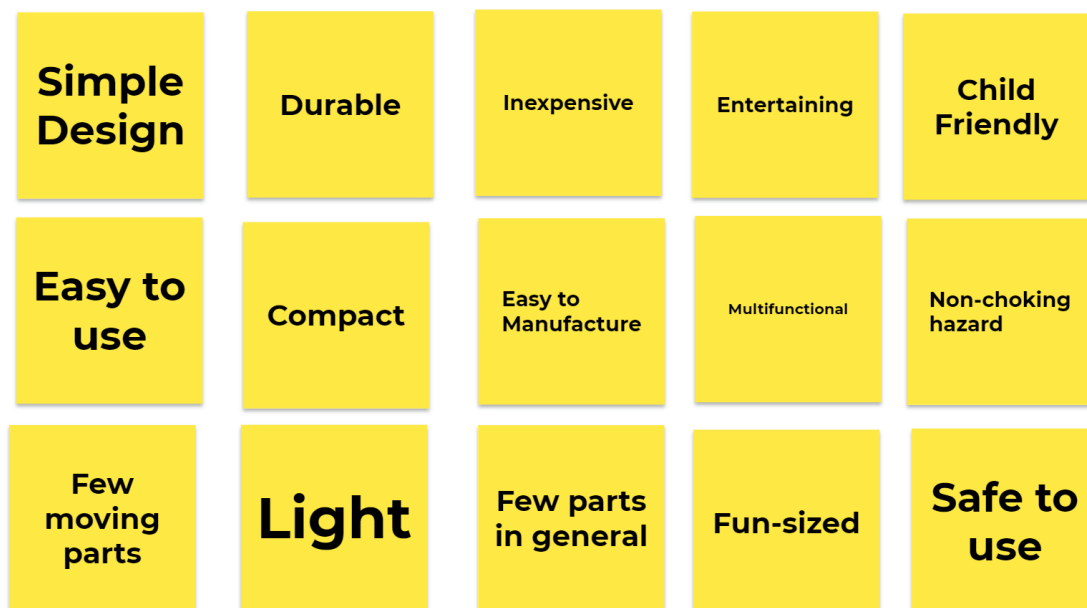 Simple
Design
Durable
Inexpensive
Entertaining
Child
Friendly
Easy to
use
Compact
Easy to
Manufacture
Multifunctional
Non-choking
hazard
Few
moving
parts
Light
Few parts
in general
Fun-sized
Safe to
use